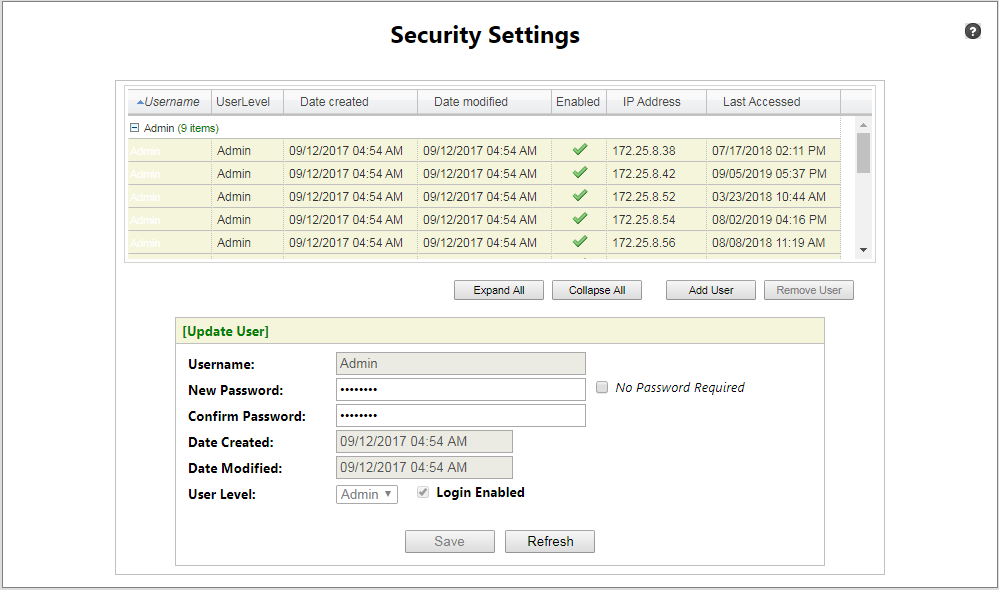 Security Settings
?
Username UserLevel Date created Date modified Enabled IP Address Last Accessed
Admin (9 items)
Admin Admin 09/12/2017 04:54 AM 09/12/2017 04:54 AM 172.25.8.38 07/17/2018 02:11 PM
Admin Admin 09/12/2017 04:54 AM 09/12/2017 04:54 AM 172.25.8.42 09/05/2019 05:37 PM
Admin Admin 09/12/2017 04:54 AM 09/12/2017 04:54 AM 172.25.8.52 03/23/2018 10:44 AM
Admin Admin 09/12/2017 04:54 AM 09/12/2017 04:54 AM 172.25.8.54 08/02/2019 04:16 PM
Admin Admin 09/12/2017 04:54 AM 09/12/2017 04:54 AM 172.25.8.56 08/08/2018 11:19 AM
Expand All Collapse All Add User Remove User
[Update User]
Username: Admin
New Password: •••••••• No Password Required
Confirm Password: ••••••••
Date Created: 09/12/2017 04:54 AM
Date Modified: 09/12/2017 04:54 AM
User Level: Admin Login Enabled
Save Refresh